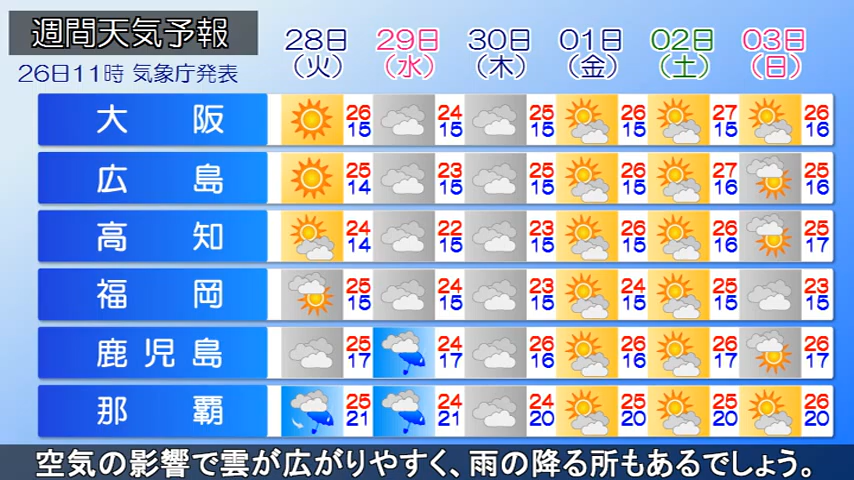 週間天気予報
26日11時 気象庁発表
28日 29日 30日 01日 02日 03日
(火) (水) (木) (金) (土) (日)
大阪 26 15 24 15 25 15 26 15 27 15 26 16
広島 25 14 23 15 25 15 26 15 27 16 25 16
高知 24 14 22 15 23 15 26 15 26 16 25 17
福岡 25 15 24 15 23 15 24 15 25 15 23 15
鹿児島 25 17 24 17 26 16 26 16 26 17 26 17
那覇 25 21 24 21 24 20 25 20 25 20 26 20
空気の影響で雲が広がりやすく、雨の降る所もあるでしょう。